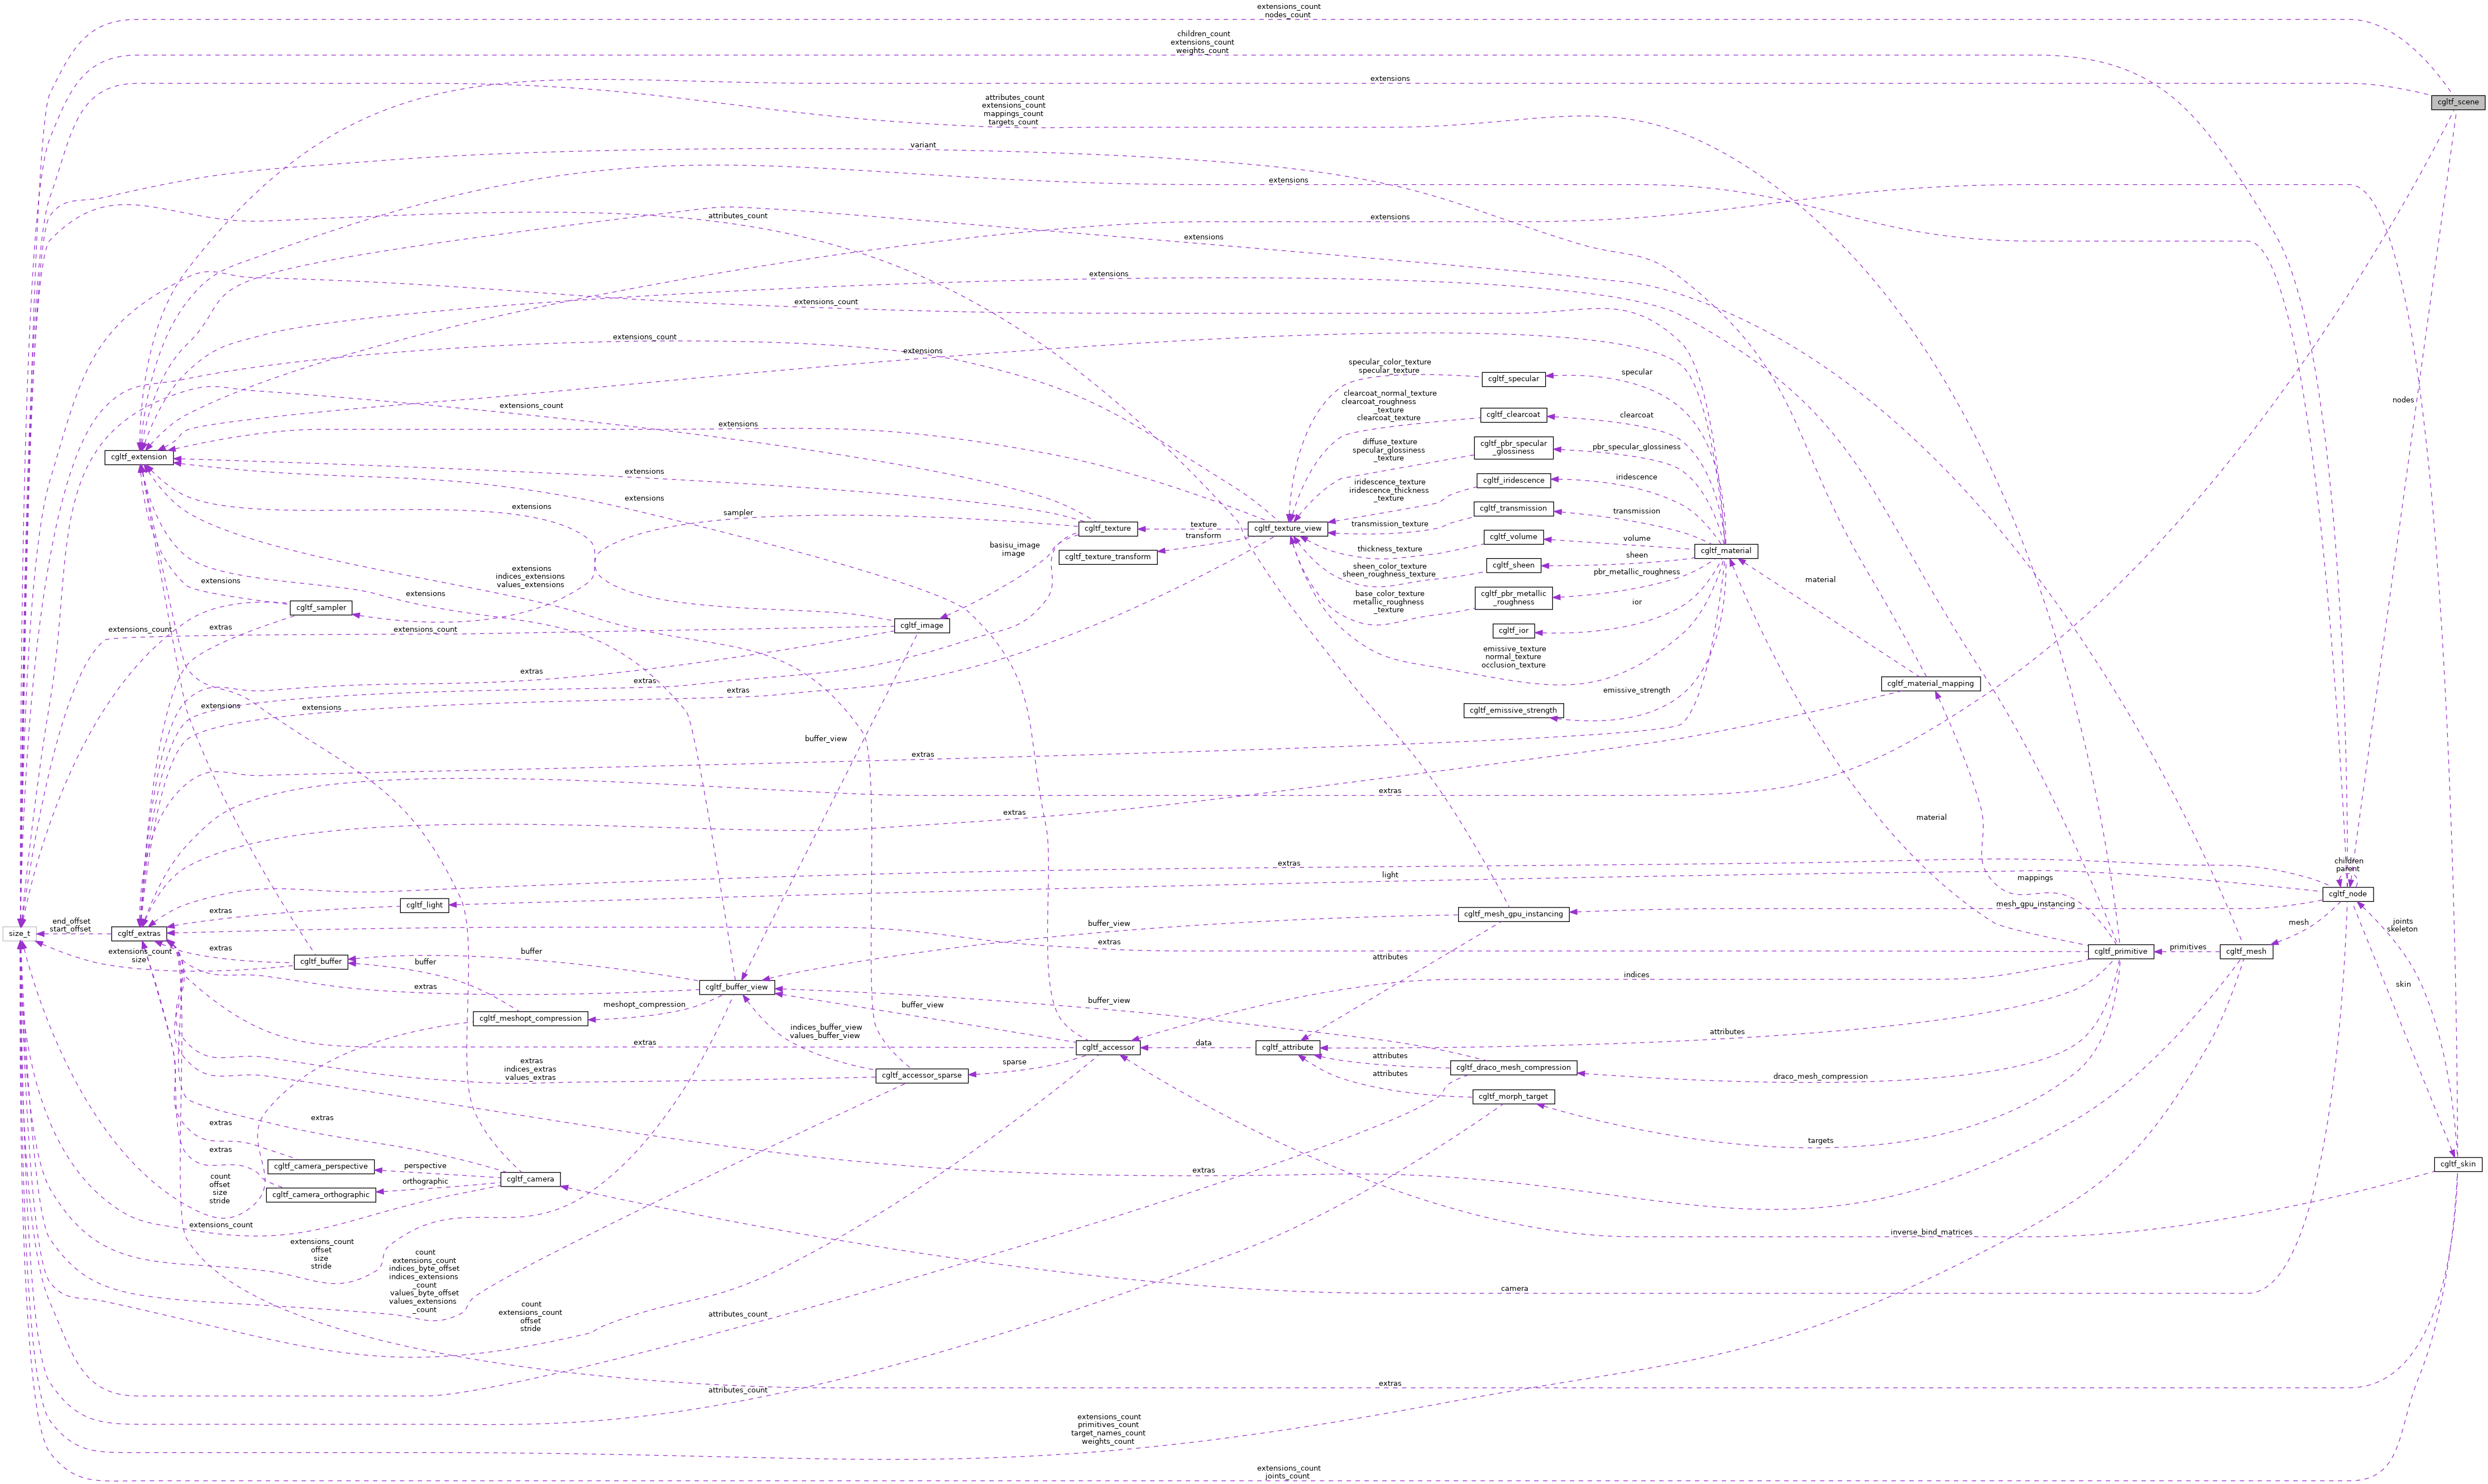 extensions_count
nodes_count
children_count
extensions_count
weights_count
extensions
cgltf_scene
attributes_count
extensions_count
mappings_count
targets_count
variant
extensions
attributes_count
extensions
extensions
extensions
extensions_count
extensions_count
extensions
specular_color_texture
specular_texture
cgltf_specular
specular
nodes
clearcoat_normal_texture
clearcoat_roughness
_texture
clearcoat_texture
cgltf_clearcoat
clearcoat
extensions_count
extensions
cgltf_extension
diffuse_texture
specular_glossiness
_texture
cgltf_pbr_specular
_glossiness
pbr_specular_glossiness
extensions
iridescence_texture
iridescence_thickness
_texture
cgltf_iridescence
iridescence
extensions
extensions
sampler
cgltf_transmission
transmission
cgltf_texture
texture
cgltf_texture_view
transmission_texture
transform
cgltf_volume
volume
basisu_image
image
cgltf_texture_transform
thickness_texture
cgltf_material
sheen
cgltf_sheen
extensions
indices_extensions
values_extensions
sheen_color_texture
sheen_roughness_texture
pbr_metallic_roughness
extensions
extensions
base_color_texture
metallic_roughness
_texture
cgltf_pbr_metallic
_roughness
material
cgltf_sampler
ior
extensions_count
extras
extensions_count
cgltf_image
cgltf_ior
emissive_texture
normal_texture
occlusion_texture
extras
extras
extras
cgltf_material_mapping
emissive_strength
extensions
extensions
cgltf_emissive_strength
buffer_view
extras
extras
extras
material
extras
light
children
parent
mappings
cgltf_node
mesh_gpu_instancing
cgltf_light
extras
cgltf_mesh_gpu_instancing
buffer_view
joints
skeleton
mesh
size_t
end_offset
start_offset
cgltf_extras
extras
extras
buffer
attributes
cgltf_primitive
primitives
cgltf_mesh
extensions_count
size
cgltf_buffer
buffer
indices
extras
cgltf_buffer_view
skin
meshopt_compression
buffer_view
buffer_view
cgltf_meshopt_compression
indices_buffer_view
values_buffer_view
attributes
extras
cgltf_accessor
data
cgltf_attribute
attributes
sparse
extras
indices_extras
values_extras
cgltf_accessor_sparse
attributes
cgltf_draco_mesh_compression
draco_mesh_compression
cgltf_morph_target
extras
extras
targets
extras
cgltf_camera_perspective
perspective
cgltf_skin
extras
count
offset
size
stride
cgltf_camera_orthographic
orthographic
cgltf_camera
extensions_count
inverse_bind_matrices
extensions_count
offset
size
stride
count
extensions_count
indices_byte_offset
indices_extensions
_count
values_byte_offset
values_extensions
_count
camera
count
extensions_count
offset
stride
attributes_count
attributes_count
extras
extensions_count
primitives_count
target_names_count
weights_count
extensions_count
joints_count